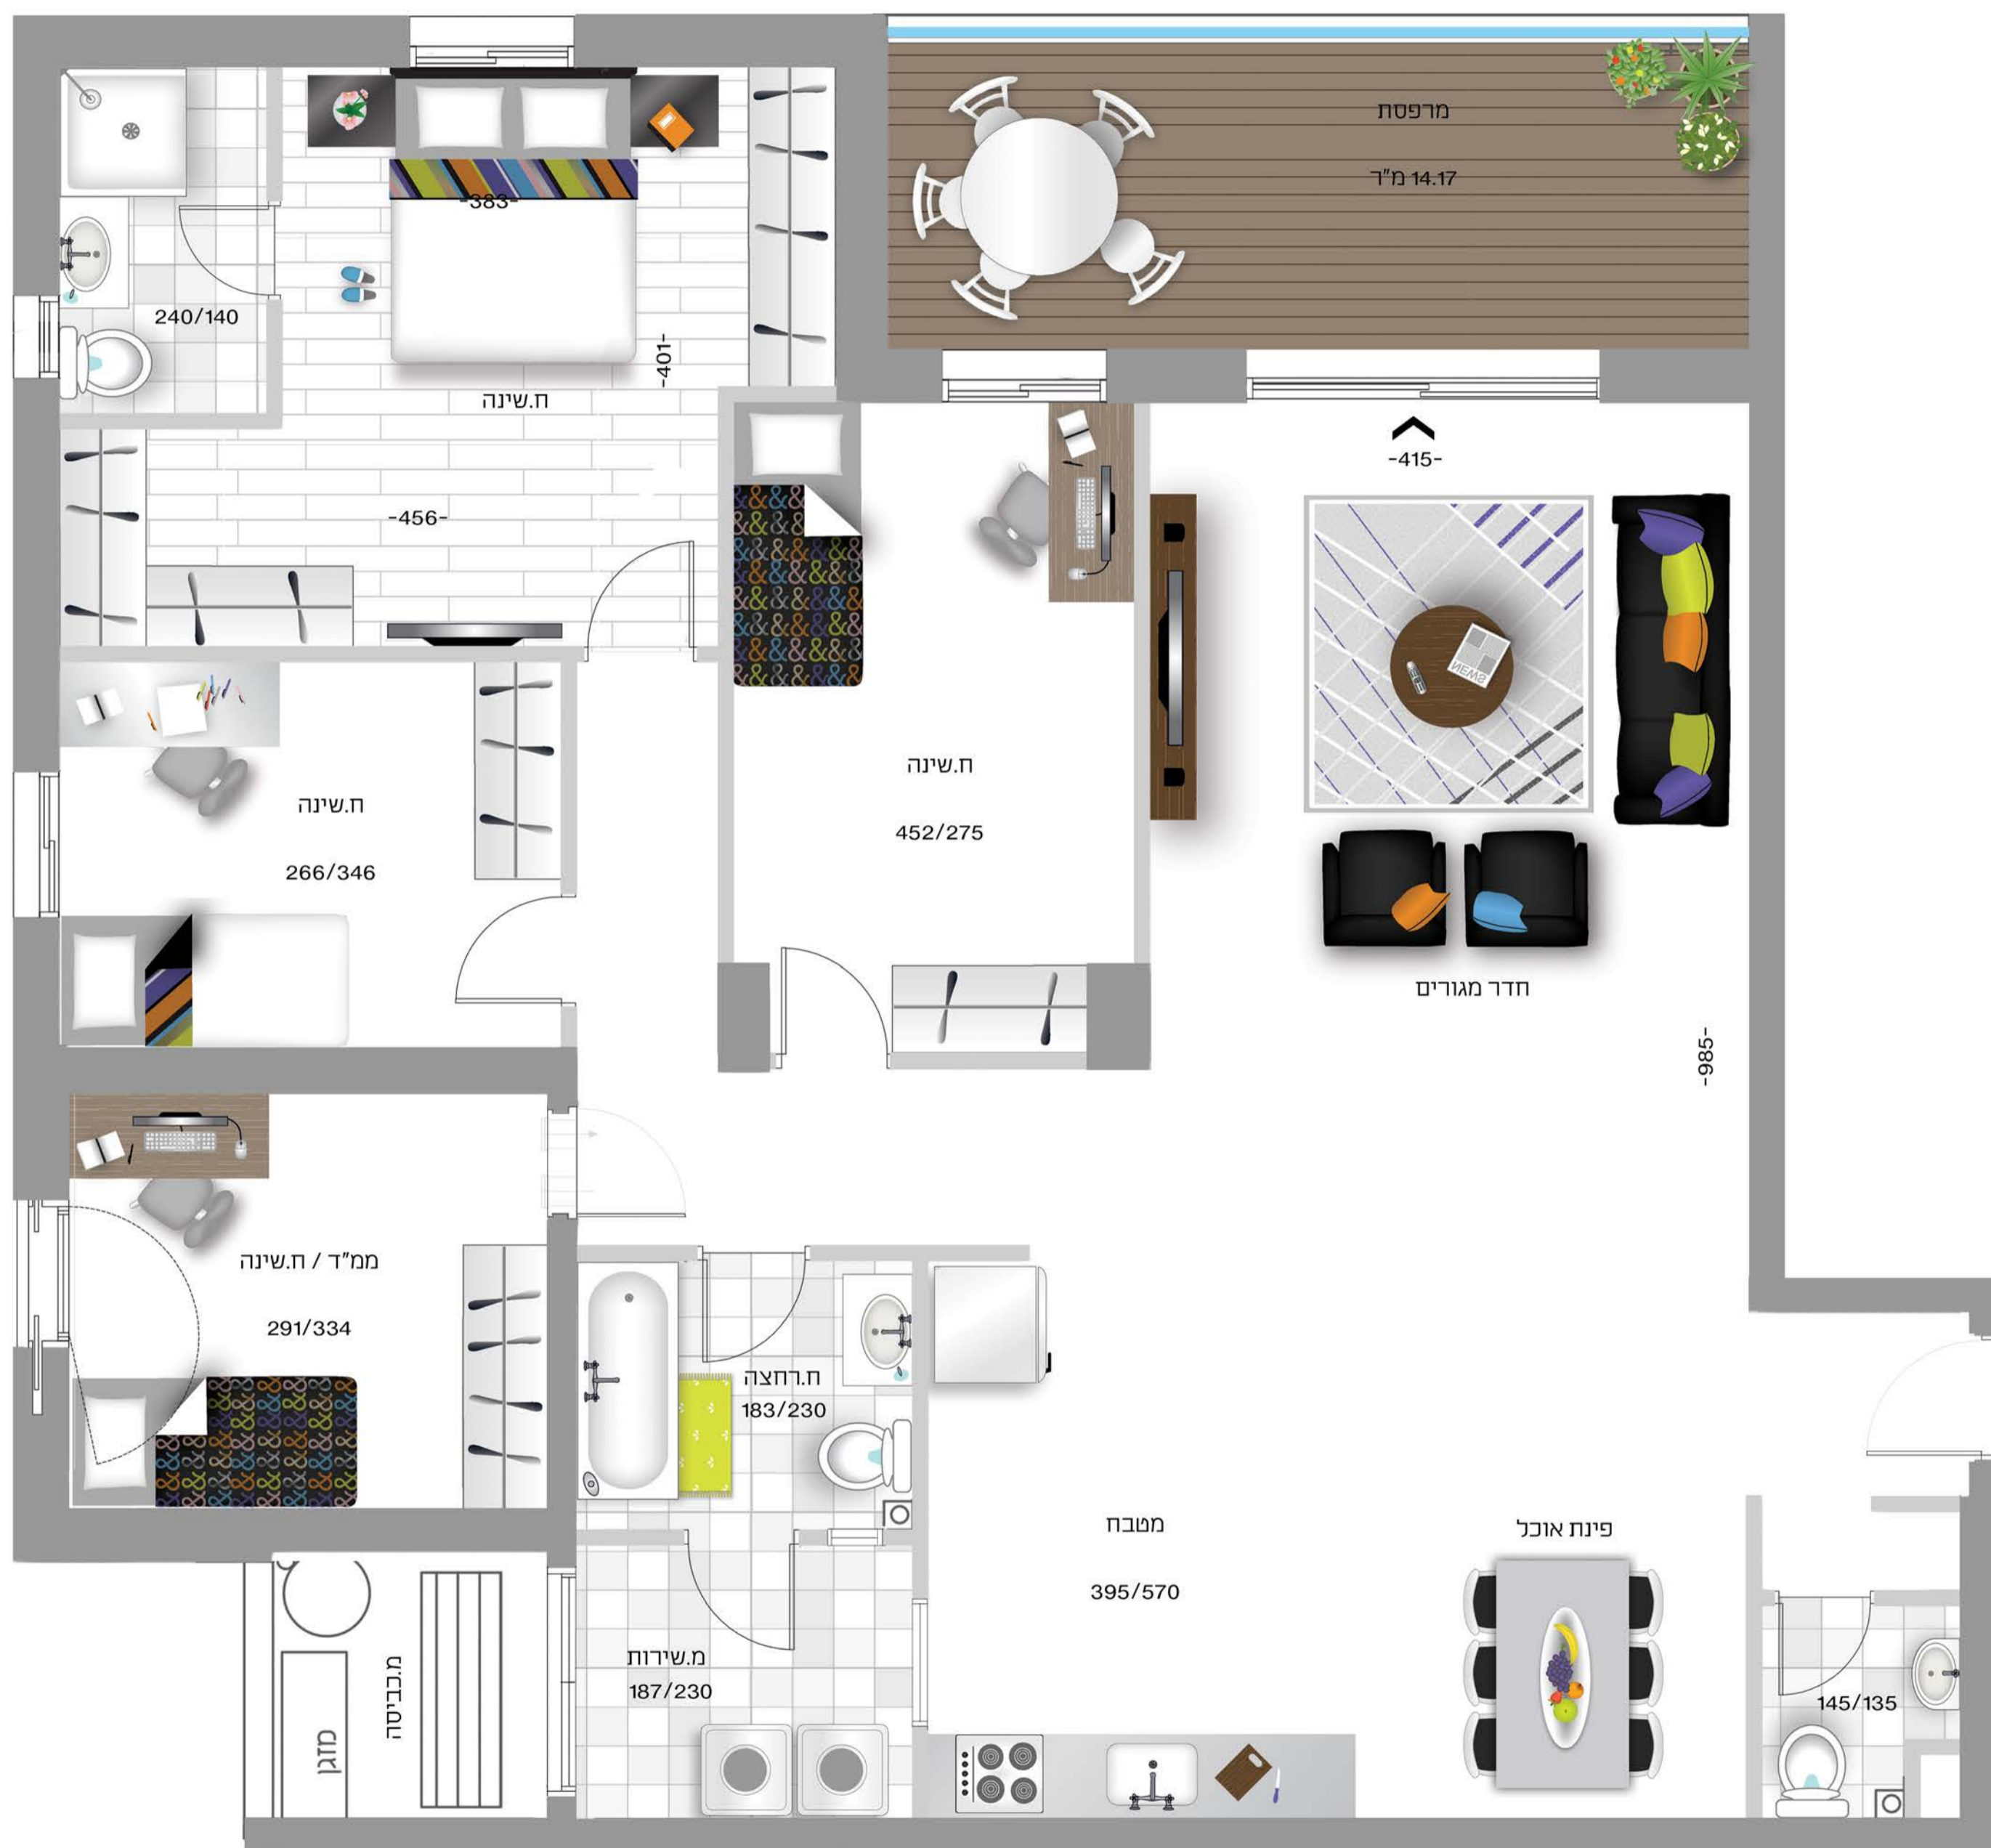 מרפסת
14.17 מ"ר
-383-
240/140
-401-
ח.שינה
-415-
-456-
NEWS
ח.שינה
452/275
ח.שינה
266/346
חדר מגורים
-985-
ממ"ד / ח.שינה
291/334
ח.רחצה
183/230
מטבח
395/570
פינת אוכל
מ.שירות
187/230
מ.כביסה
מזגן
145/135